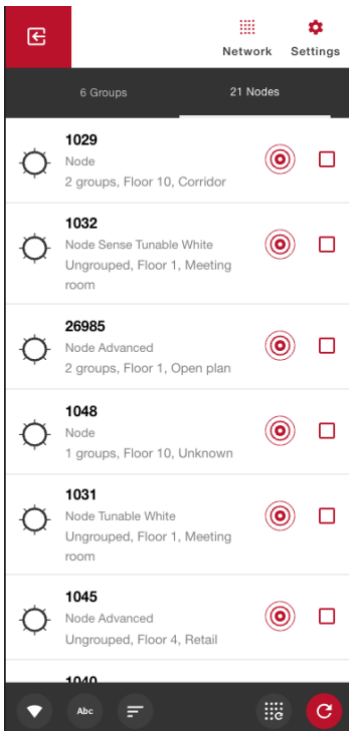 Network Settings
6 Groups 21 Nodes
1029
Node
2 groups, Floor 10, Corridor
1032
Node Sense Tunable White
Ungrouped, Floor 1, Meeting
room
26985
Node Advanced
2 groups, Floor 1, Open plan
1048
Node
1 groups, Floor 10, Unknown
1031
Node Tunable White
Ungrouped, Floor 1, Meeting
room
1045
Node Advanced
Ungrouped, Floor 4, Retail
1040
Abc